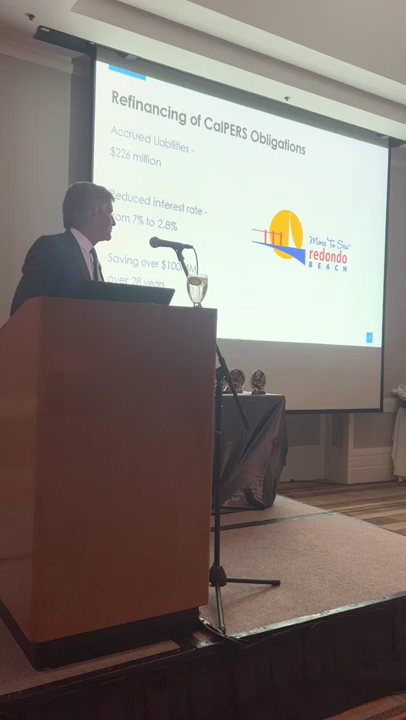 Refinancing of CalPERS Obligations
Accrued Liabilities -
$226 million
Reduced interest rate -
from 7% to 2.8%
Saving over $100
over 28 years
More To Sea
redondo
BEACH